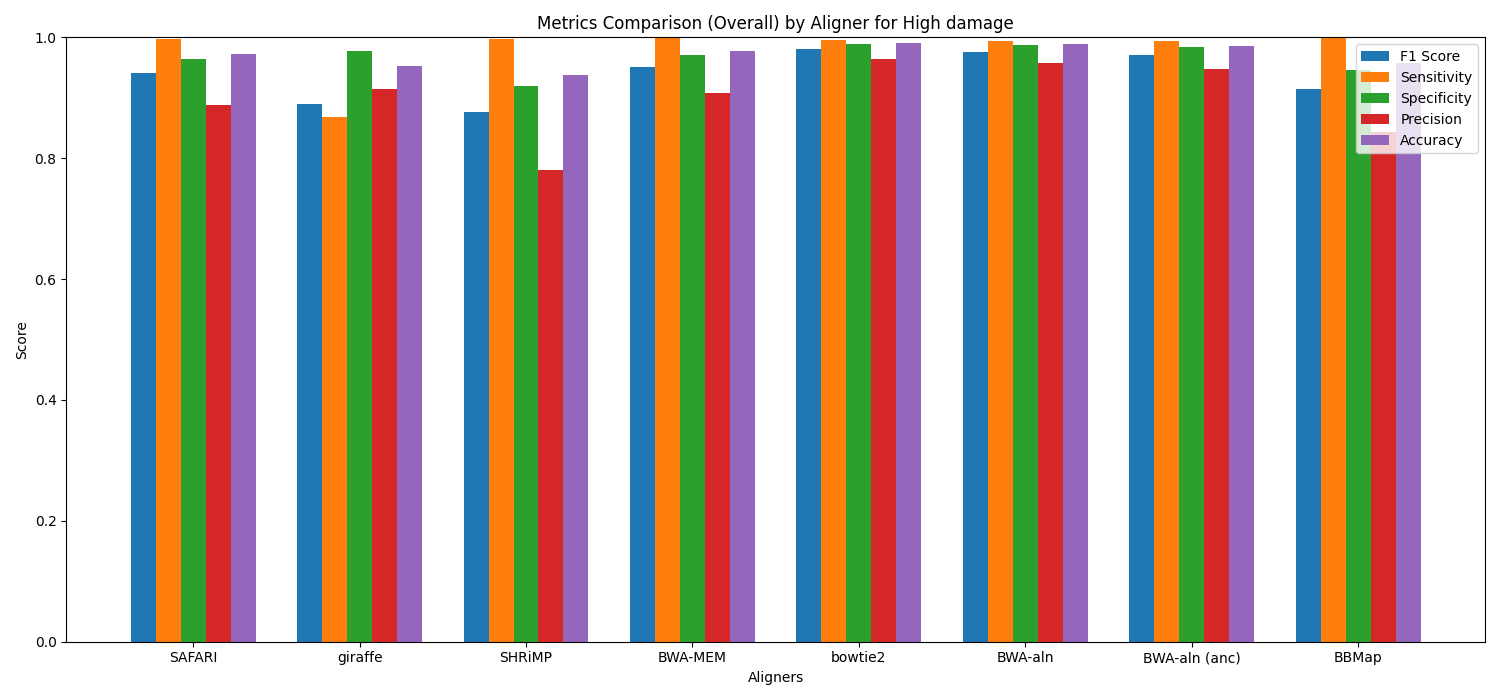 Metrics Comparison (Overall) by Aligner for High damage
1.0
0.8
0.6
0.4
0.2
0.0
Score
F1 Score
Sensitivity
Specificity
Precision
Accuracy
SAFARI
giraffe
SHRiMP
BWA-MEM
bowtie2
BWA-aln
BWA-aln (anc)
BBMap
Aligners